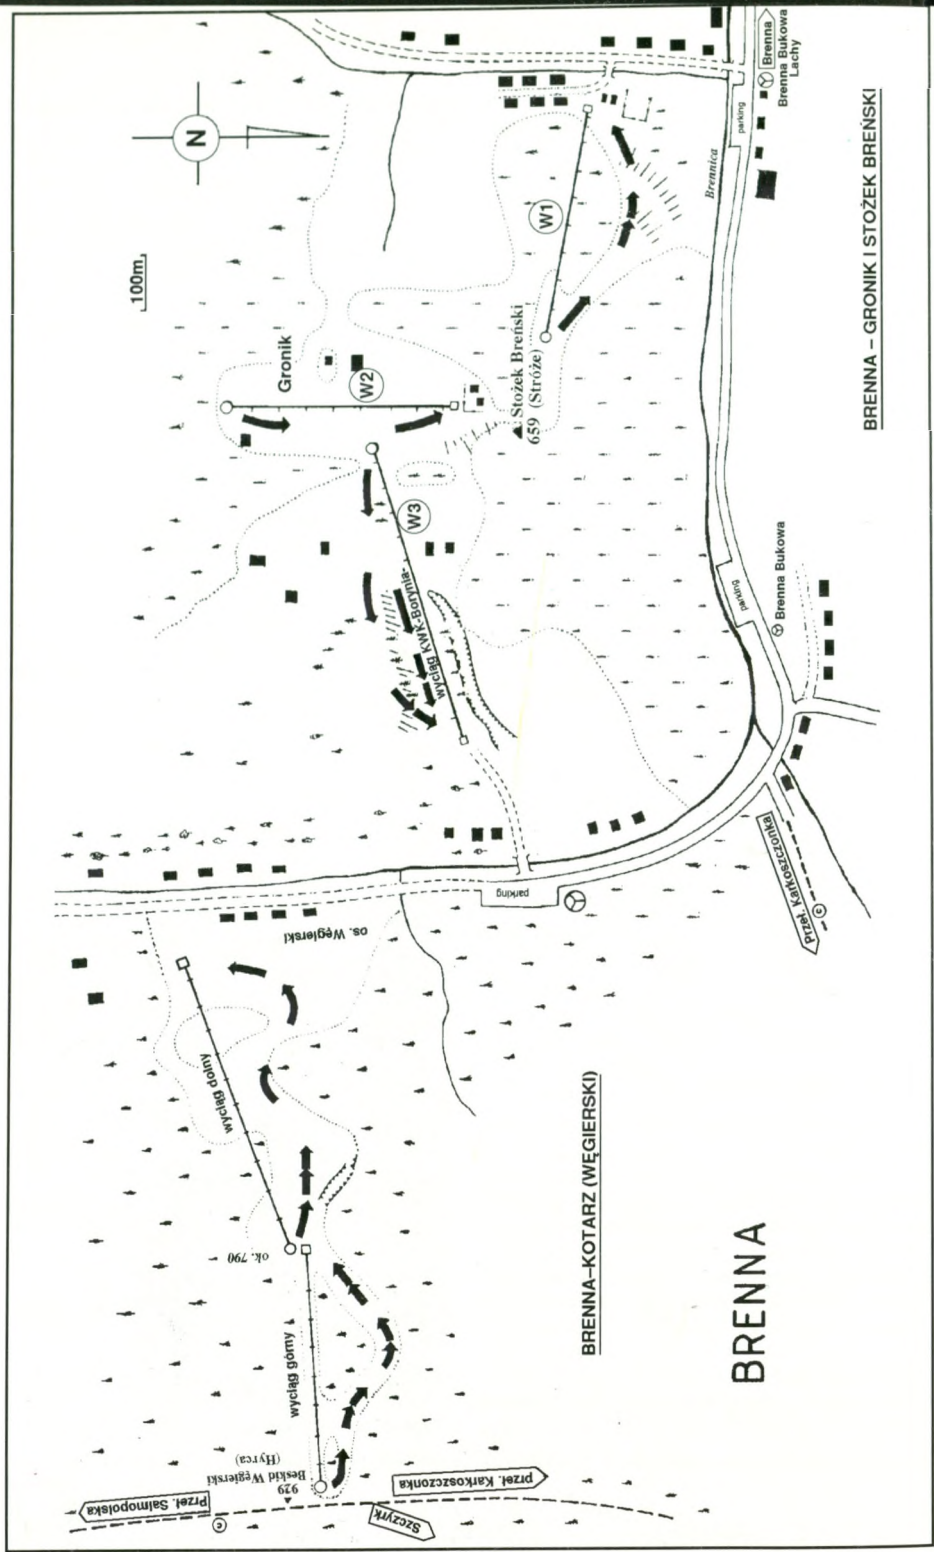 Brenna
Brenna Bukowa
Lachy
parking
Brennica
N
100m
W1
Gronik
W2
Stożek Breński
659 (Stróże)
W3
wyciąg KWK-Borynia-
BRENNA – GRONIK I STOŻEK BREŃSKI
parking
Brenna Bukowa
Przeł. Karkoszczonka
c
parking
os. Węgierski
wyciąg dolny
ok. 790
wyciąg górny
Beskid Węgierski
(Hyrca)
929
Przeł. Salmopolska
c
Szczyrk
przeł. Karkoszczonka
BRENNA–KOTARZ (WĘGIERSKI)
BRENNA